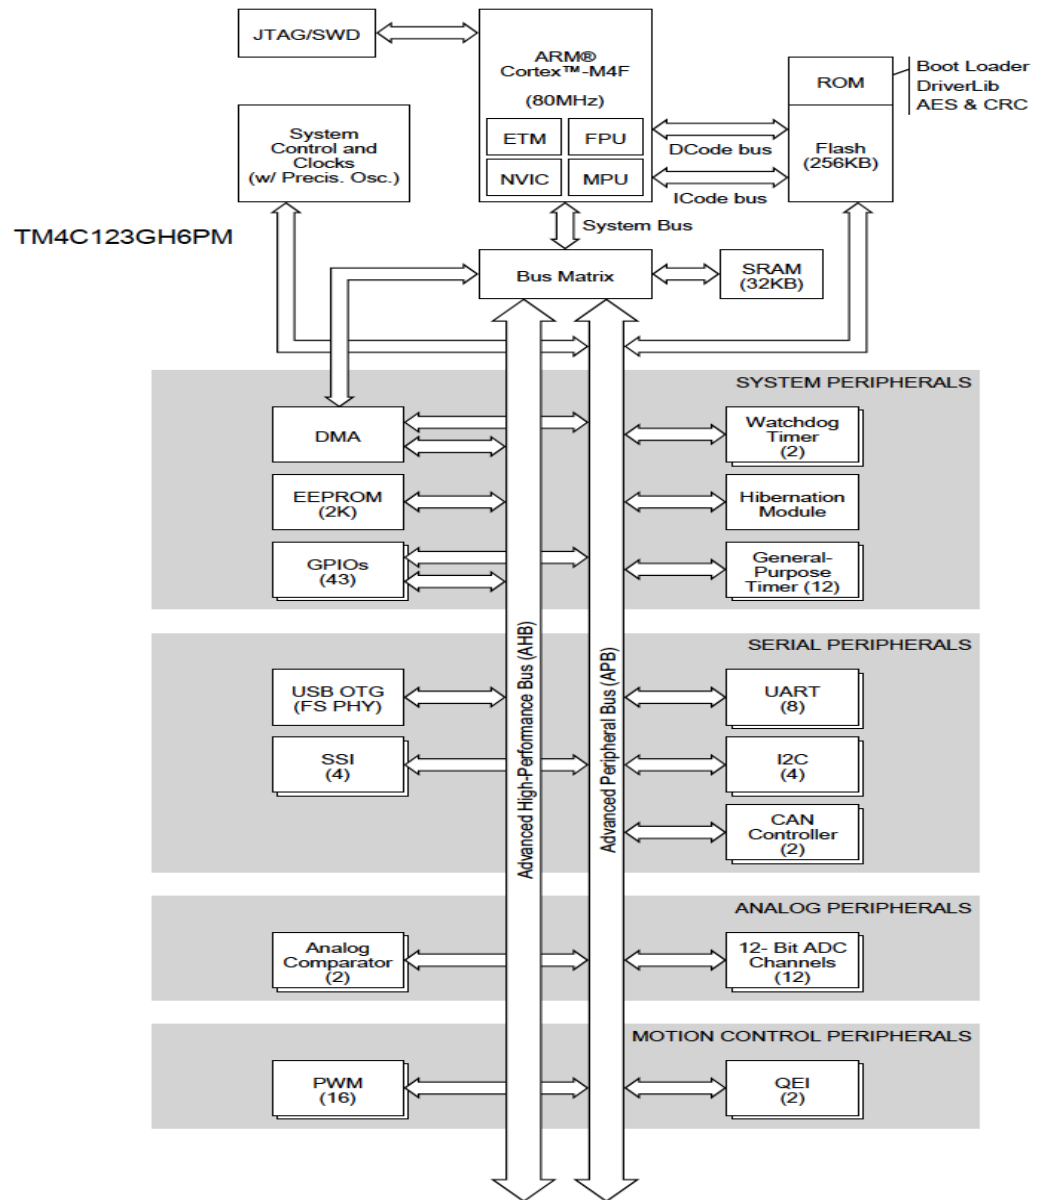 JTAG/SWD
ARM®
Cortex™-M4F
(80MHz)
ETM
FPU
NVIC
MPU
ROM
Boot Loader
DriverLib
AES & CRC
Flash
(256KB)
DCode bus
ICode bus
System
Control and
Clocks
(w/ Precis. Osc.)
TM4C123GH6PM
System Bus
Bus Matrix
SRAM
(32KB)
SYSTEM PERIPHERALS
DMA
Watchdog
Timer
(2)
EEPROM
(2K)
Hibernation
Module
GPIOs
(43)
General-
Purpose
Timer (12)
Advanced High-Performance Bus (AHB)
Advanced Peripheral Bus (APB)
SERIAL PERIPHERALS
USB OTG
(FS PHY)
UART
(8)
SSI
(4)
I2C
(4)
CAN
Controller
(2)
ANALOG PERIPHERALS
Analog
Comparator
(2)
12- Bit ADC
Channels
(12)
MOTION CONTROL PERIPHERALS
PWM
(16)
QEI
(2)